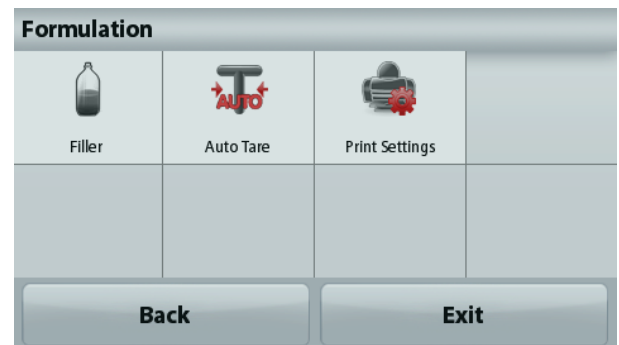 Formulation
AUTO
Filler
Auto Tare
Print Settings
Back
Exit